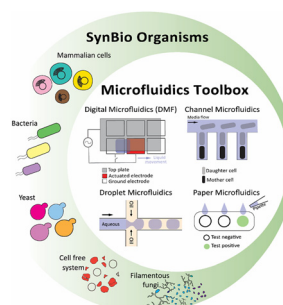 SynBio Organisms
Mammalian cells
Microfluidics Toolbox
Digital Microfluidics (DMF)
Channel Microfluidics
Media flow
Bacteria
Top plate
Actuated electrode
Ground electrode
Daughter cell
Mother cell
Droplet Microfluidics
Paper Microfluidics
Yeast
Oil
Aqueous
Oil
Test negative
Test positive
Cell free
system
Filamentous
fungi